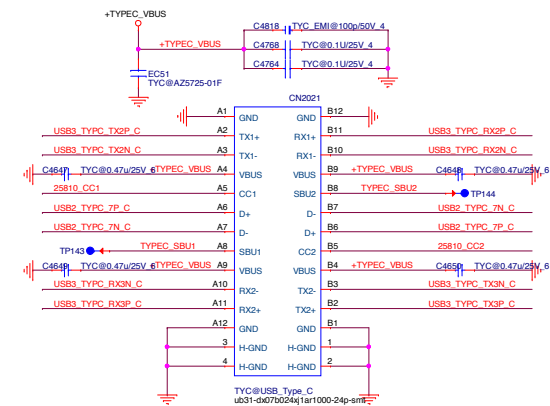 +TYPEC_VBUS
C4818 TYC_EMI@100p/50V_4
+TYPEC_VBUS C4768 TYC@0.1U/25V_4
C4764 TYC@0.1U/25V_4
EC51
TYC@AZ5725-01F
CN2021
A1 GND GND B12
USB3_TYPC_TX2P_C A2 TX1+ RX1+ B11 USB3_TYPC_RX2P_C
USB3_TYPC_TX2N_C A3 TX1- RX1- B10 USB3_TYPC_RX2N_C
C4647 TYC@0.47u/25V_6 +TYPEC_VBUS A4 VBUS VBUS B9 +TYPEC_VBUS C4648 TYC@0.47u/25V_6
25810_CC1 A5 CC1 SBU2 B8 TYPEC_SBU2 TP144
USB2_TYPC_7P_C A6 D+ D- B7 USB2_TYPC_7N_C
USB2_TYPC_7N_C A7 D- D+ B6 USB2_TYPC_7P_C
TP143 TYPEC_SBU1 A8 SBU1 CC2 B5 25810_CC2
C4649 TYC@0.47u/25V_6 +TYPEC_VBUS A9 VBUS VBUS B4 +TYPEC_VBUS C4650 TYC@0.47u/25V_6
USB3_TYPC_RX3N_C A10 RX2- TX2- B3 USB3_TYPC_TX3N_C
USB3_TYPC_RX3P_C A11 RX2+ TX2+ B2 USB3_TYPC_TX3P_C
A12 GND GND B1
3 H-GND H-GND 1
4 H-GND H-GND 2
TYC@USB_Type_C
ub31-dx07b024xj1ar1000-24p-smt